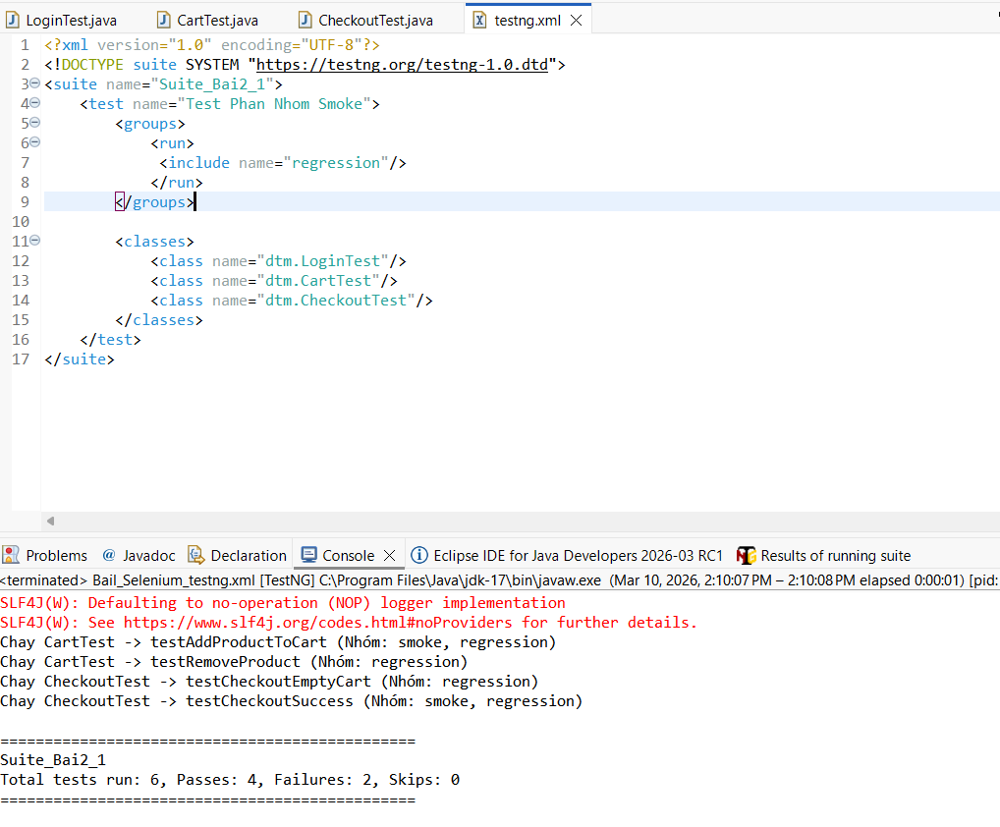 LoginTest.java CartTest.java CheckoutTest.java testng.xml
1 <?xml version="1.0" encoding="UTF-8"?>
2 <!DOCTYPE suite SYSTEM "https://testng.org/testng-1.0.dtd">
3 <suite name="Suite_Bai2_1">
4 <test name="Test Phan Nhom Smoke">
5 <groups>
6 <run>
7 <include name="regression"/>
8 </run>
9 </groups>
10
11 <classes>
12 <class name="dtm.LoginTest"/>
13 <class name="dtm.CartTest"/>
14 <class name="dtm.CheckoutTest"/>
15 </classes>
16 </test>
17 </suite>
Problems @ Javadoc Declaration Console Eclipse IDE for Java Developers 2026-03 RC1 Results of running suite
<terminated> Bail_Selenium_testng.xml [TestNG] C:\Program Files\Java\jdk-17\bin\javaw.exe (Mar 10, 2026, 2:10:07 PM – 2:10:08 PM elapsed 0:00:01) [pid:
SLF4J(W): Defaulting to no-operation (NOP) logger implementation
SLF4J(W): See https://www.slf4j.org/codes.html#noProviders for further details.
Chay CartTest -> testAddProductToCart (Nhóm: smoke, regression)
Chay CartTest -> testRemoveProduct (Nhóm: regression)
Chay CheckoutTest -> testCheckoutEmptyCart (Nhóm: regression)
Chay CheckoutTest -> testCheckoutSuccess (Nhóm: smoke, regression)
===============================================
Suite_Bai2_1
Total tests run: 6, Passes: 4, Failures: 2, Skips: 0
===============================================